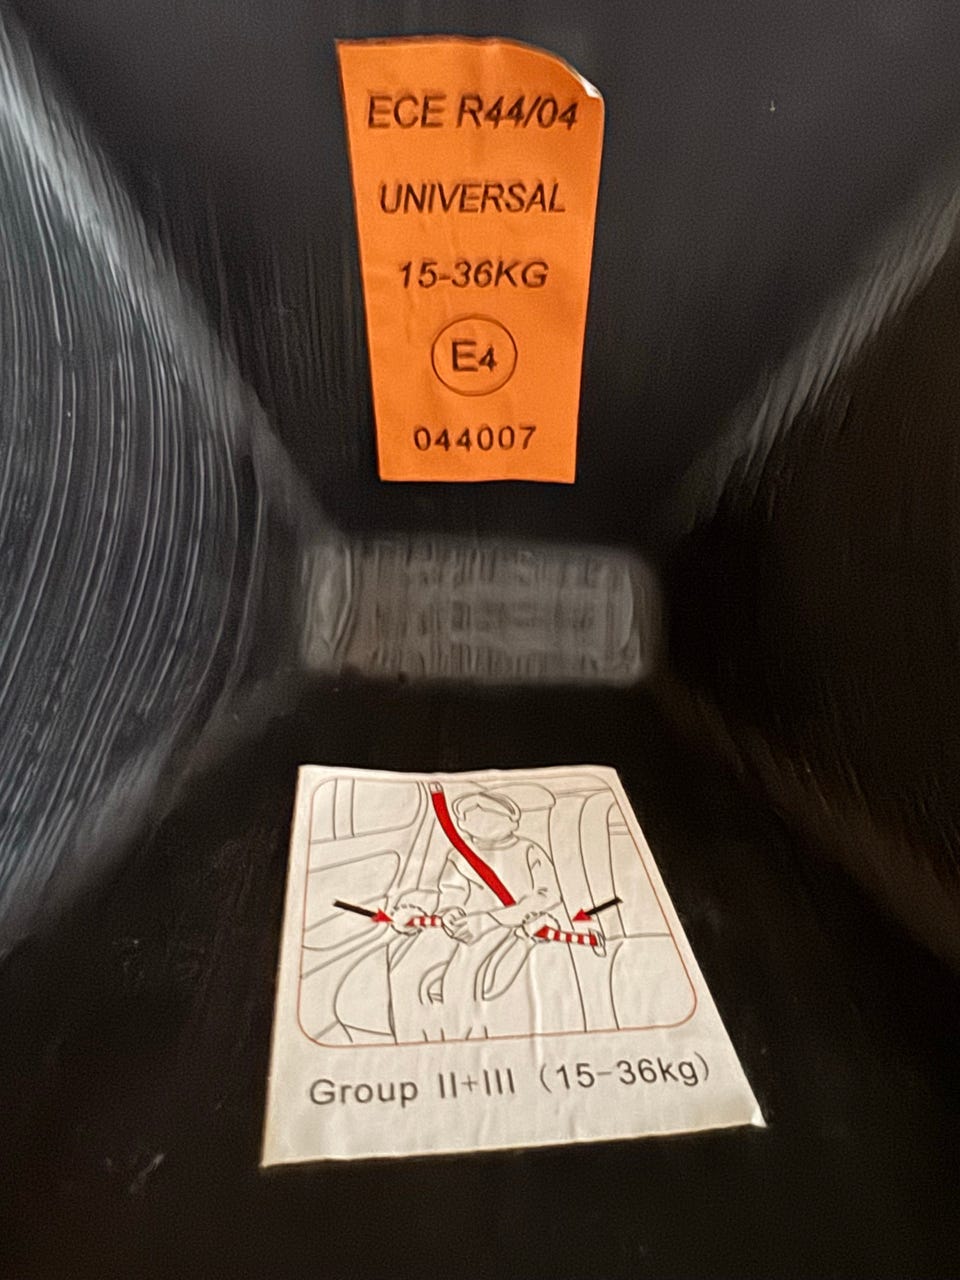 ECE R44/04
UNIVERSAL
15-36KG
E4
044007
Group II+III (15-36kg)